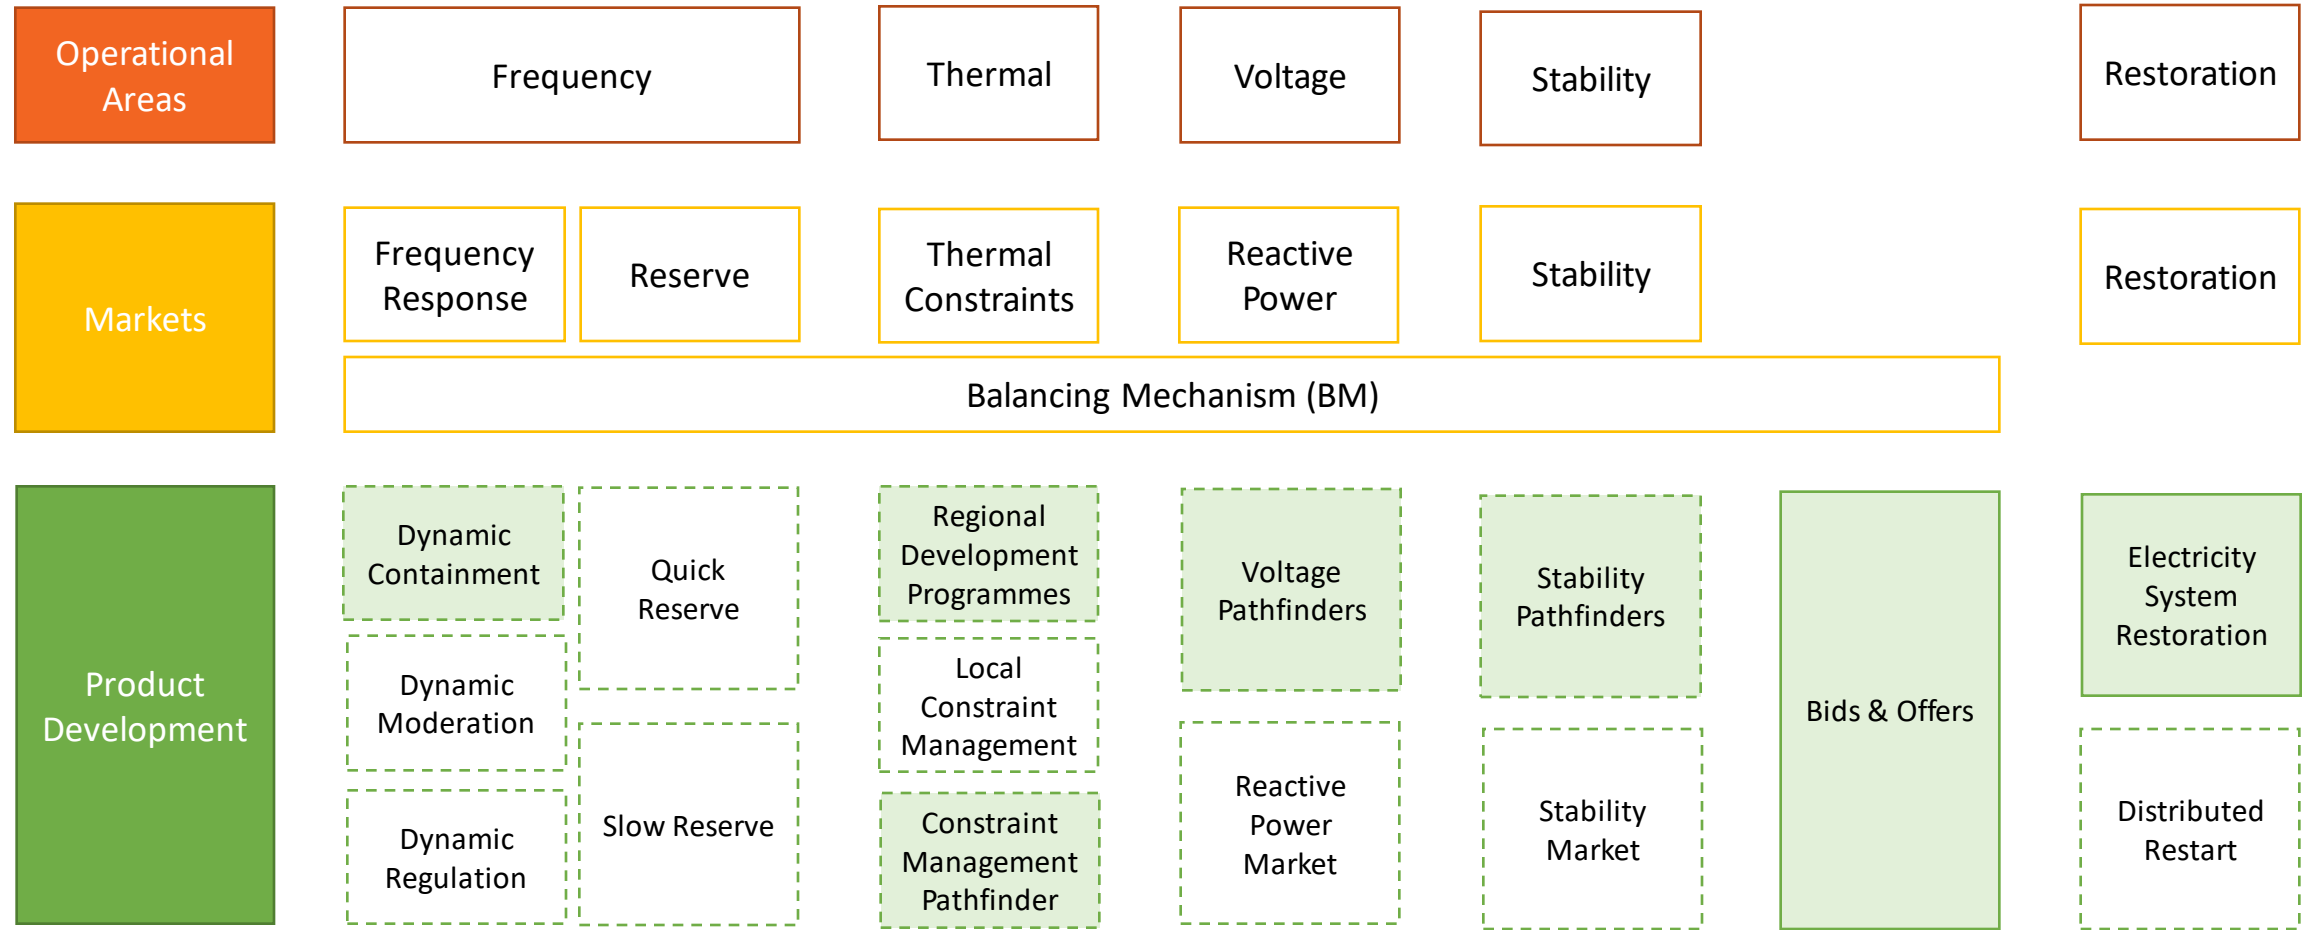 Operational
Areas
Frequency
Thermal
Voltage
Stability
Restoration
Markets
Frequency
Response
Reserve
Thermal
Constraints
Reactive
Power
Stability
Restoration
Balancing Mechanism (BM)
Product
Development
Dynamic
Containment
Dynamic
Moderation
Dynamic
Regulation
Quick
Reserve
Slow Reserve
Regional
Development
Programmes
Local
Constraint
Management
Constraint
Management
Pathfinder
Voltage
Pathfinders
Reactive
Power
Market
Stability
Pathfinders
Stability
Market
Bids & Offers
Electricity
System
Restoration
Distributed
Restart